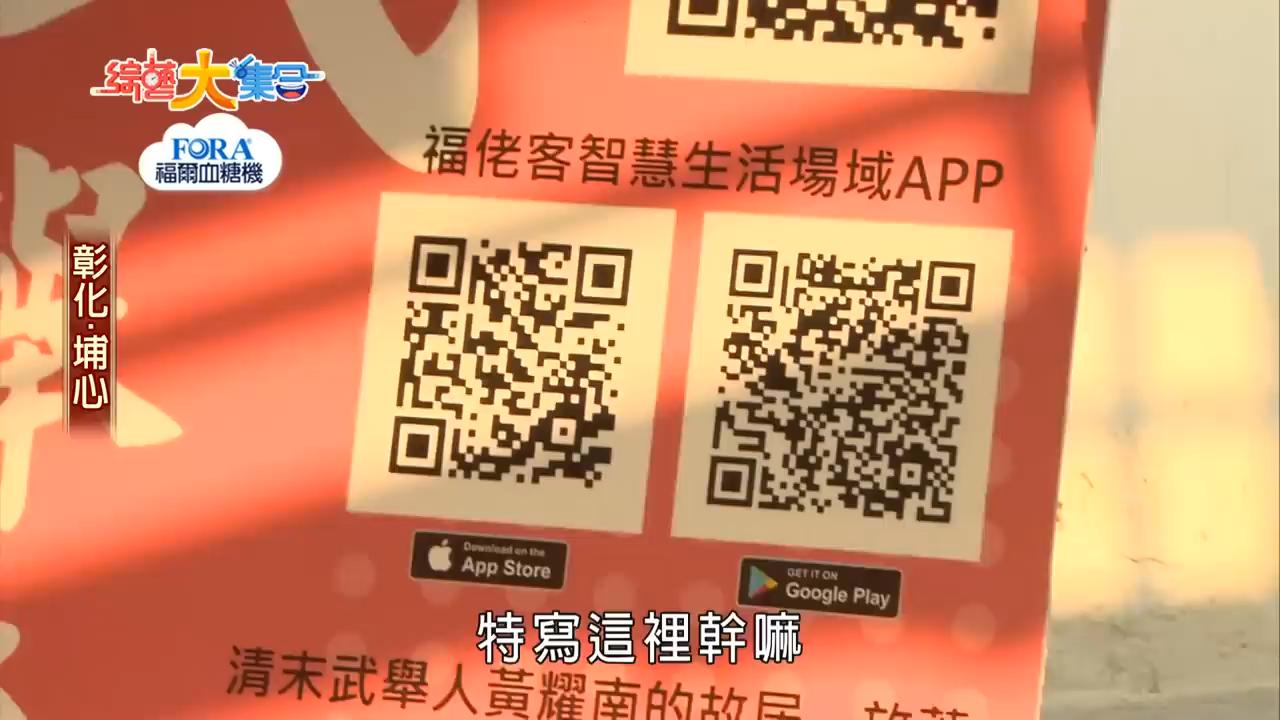 綜藝大集合
FORA
福爾血糖機
彰化·埔心
福佬客智慧生活場域APP
Download on the
App Store
GET IT ON
Google Play
特寫這裡幹嘛
清末武舉人黃耀南的故居